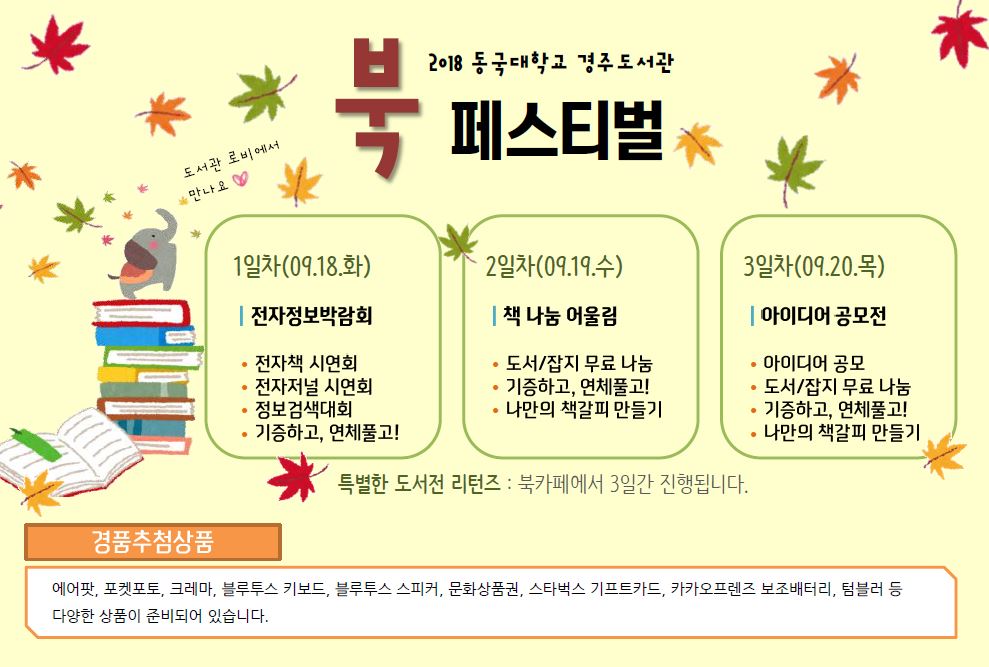 2018 동국대학교 경주도서관
북 페스티벌
도서관 로비에서
만나요
1일차(09.18.화)
전자정보박람회
• 전자책 시연회
• 전자저널 시연회
• 정보검색대회
• 기증하고, 연체풀고!
2일차(09.19.수)
책 나눔 어울림
• 도서/잡지 무료 나눔
• 기증하고, 연체풀고!
• 나만의 책갈피 만들기
3일차(09.20.목)
아이디어 공모전
• 아이디어 공모
• 도서/잡지 무료 나눔
• 기증하고, 연체풀고!
• 나만의 책갈피 만들기
특별한 도서전 리턴즈 : 북카페에서 3일간 진행됩니다.
경품추첨상품
에어팟, 포켓포토, 크레마, 블루투스 키보드, 블루투스 스피커, 문화상품권, 스타벅스 기프트카드, 카카오프렌즈 보조배터리, 텀블러 등
다양한 상품이 준비되어 있습니다.